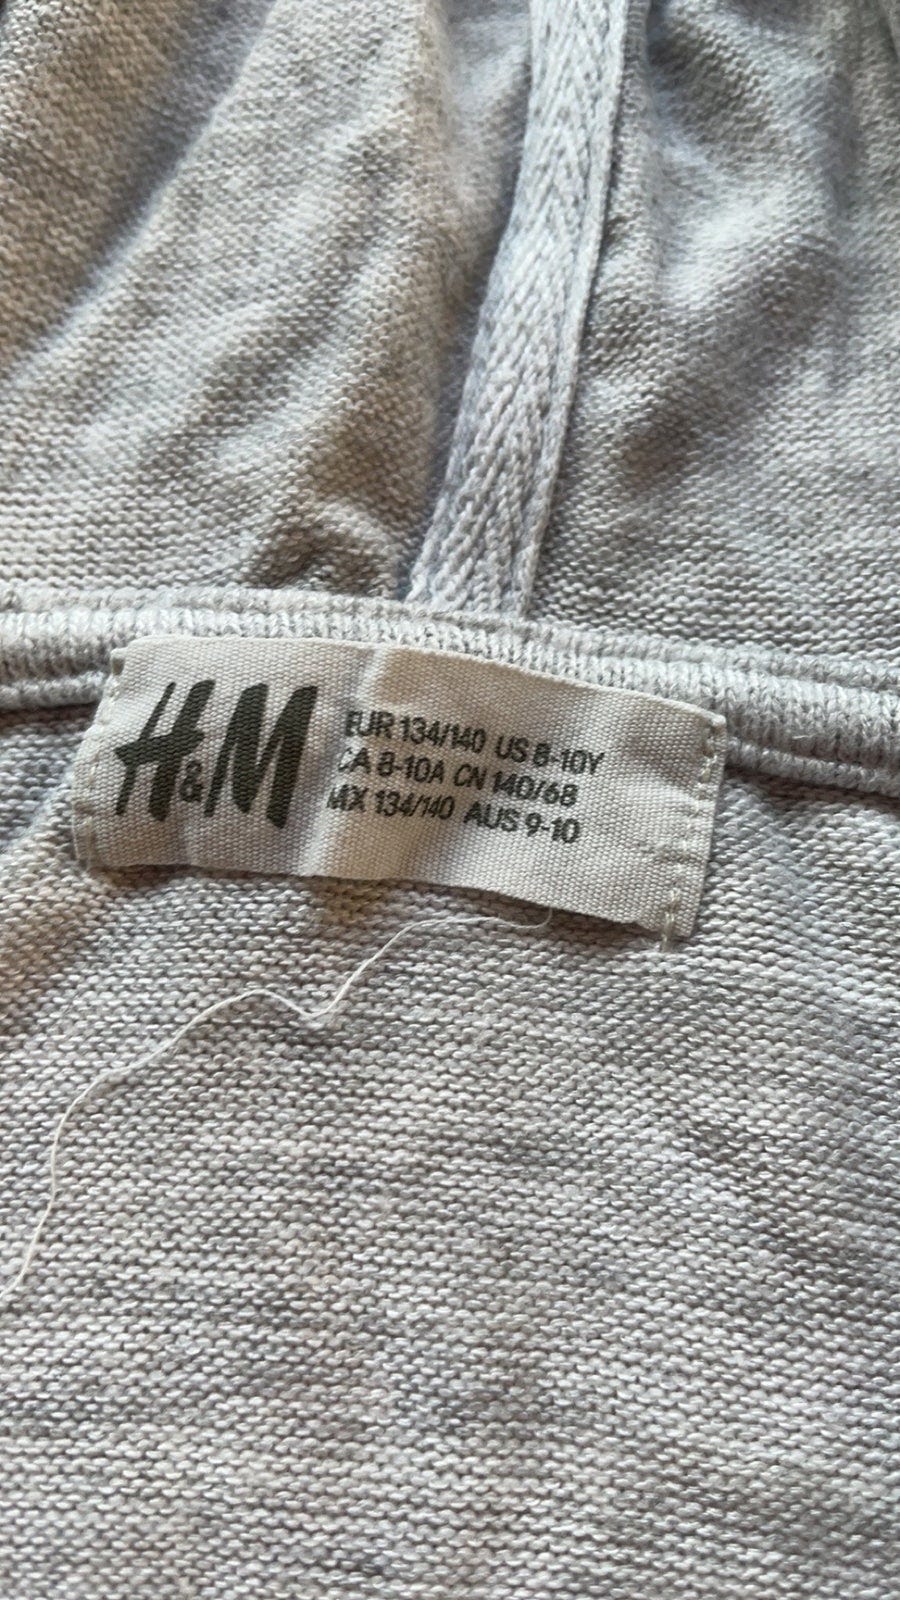 H&M
EUR 134/140 US 8-10Y
CA 8-10A CN 140/68
MX 134/140 AUS 9-10